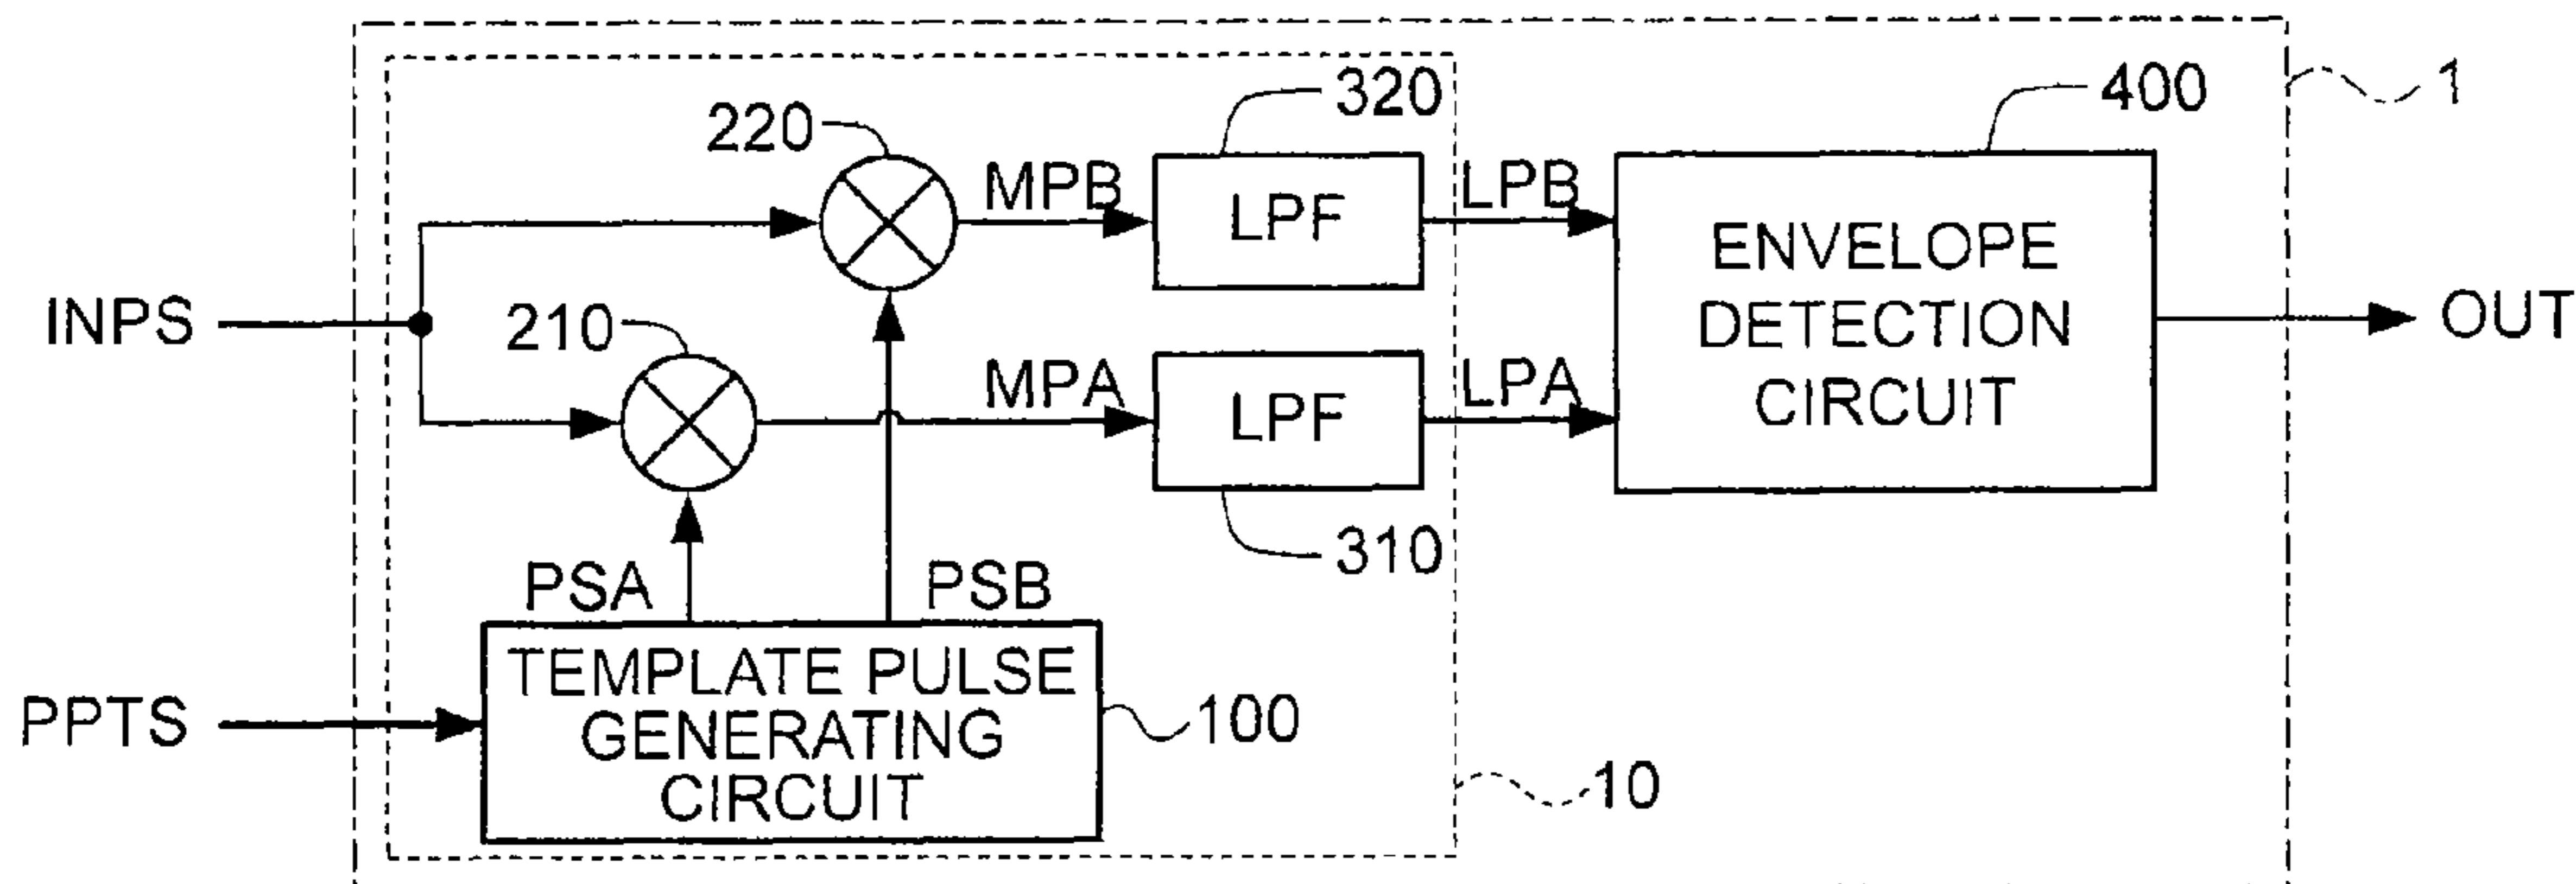 1
320
400
220
MPB
LPF
LPB
ENVELOPE
DETECTION
CIRCUIT
INPS
210
OUT
MPA
LPF
LPA
310
PSA
PSB
TEMPLATE PULSE
GENERATING
CIRCUIT
PPTS
100
10